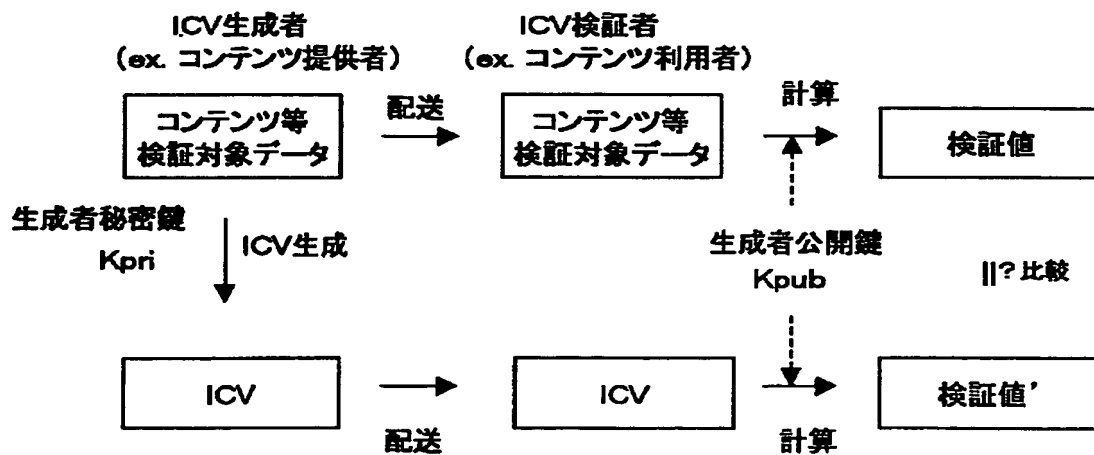 ICV生成者
(ex. コンテンツ提供者)
ICV検証者
(ex. コンテンツ利用者)
コンテンツ等
検証対象データ
配送
コンテンツ等
検証対象データ
計算
検証値
生成者秘密鍵
Kpri
ICV生成
生成者公開鍵
Kpub
||?比較
ICV
配送
ICV
計算
検証値'